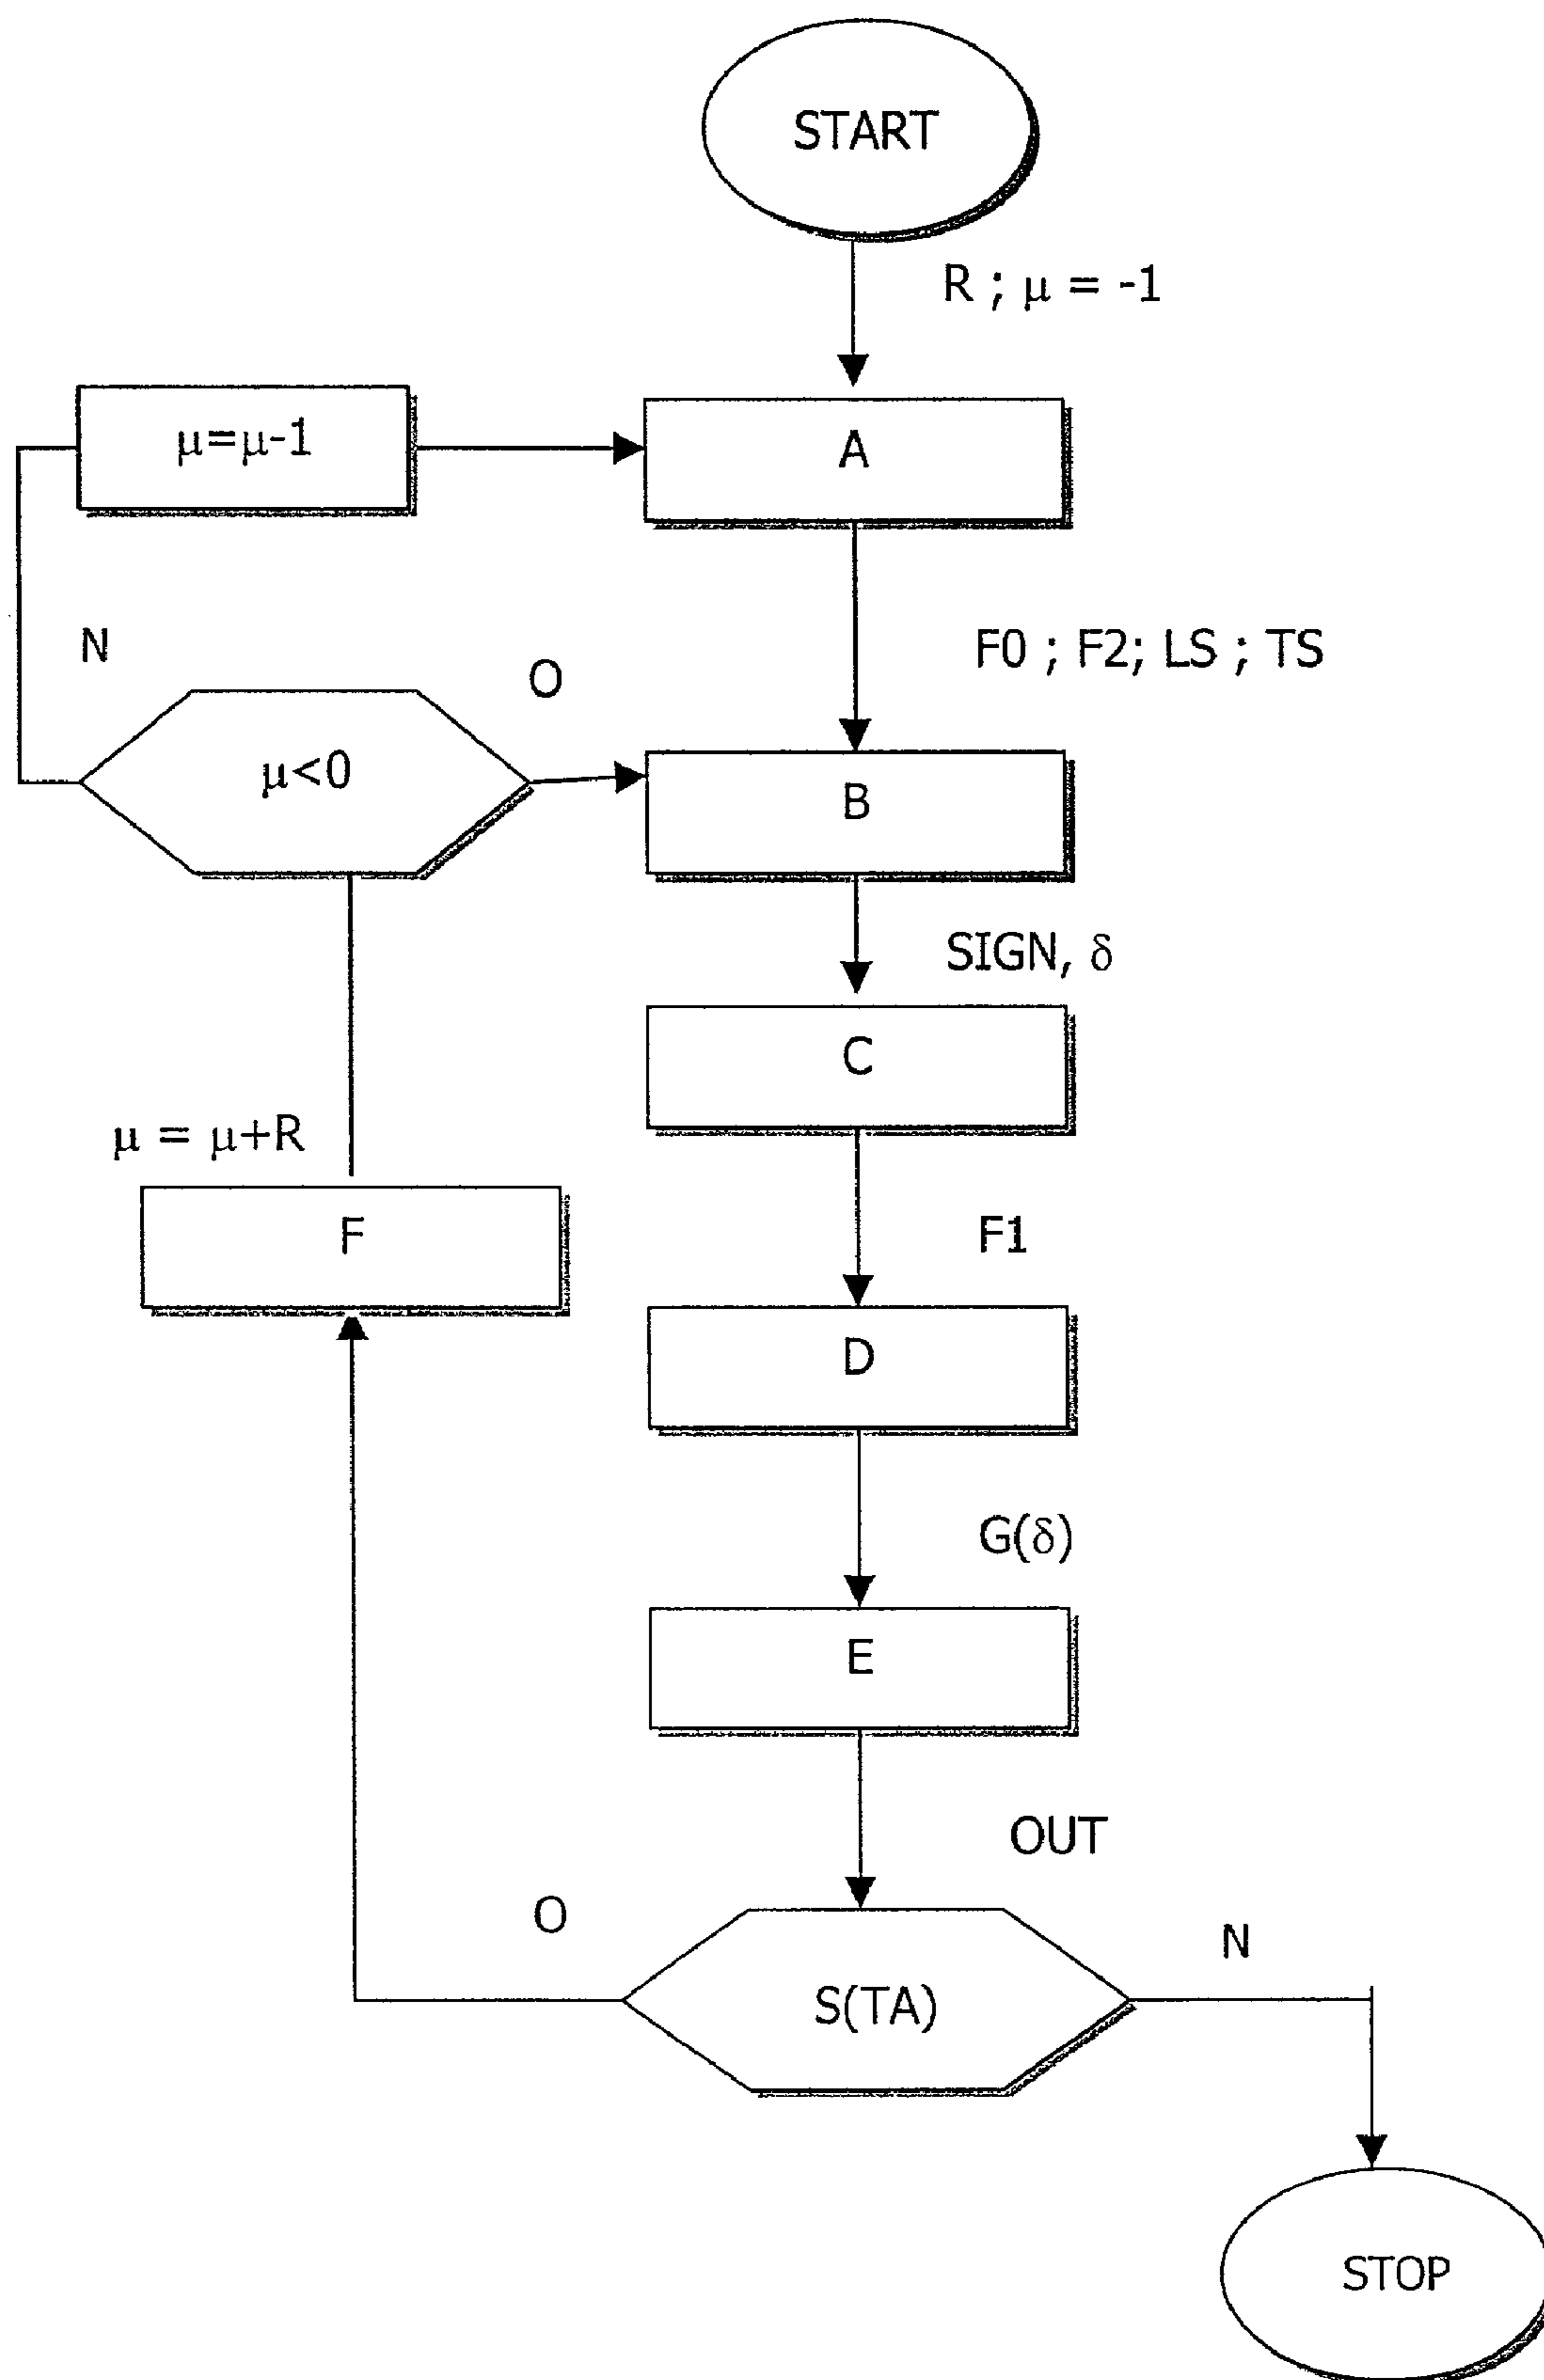 START
R ; μ = -1
μ=μ-1
A
N
O
F0 ; F2; LS ; TS
μ<0
B
SIGN, δ
C
μ = μ+R
F1
F
D
G(δ)
E
OUT
O
N
S(TA)
STOP